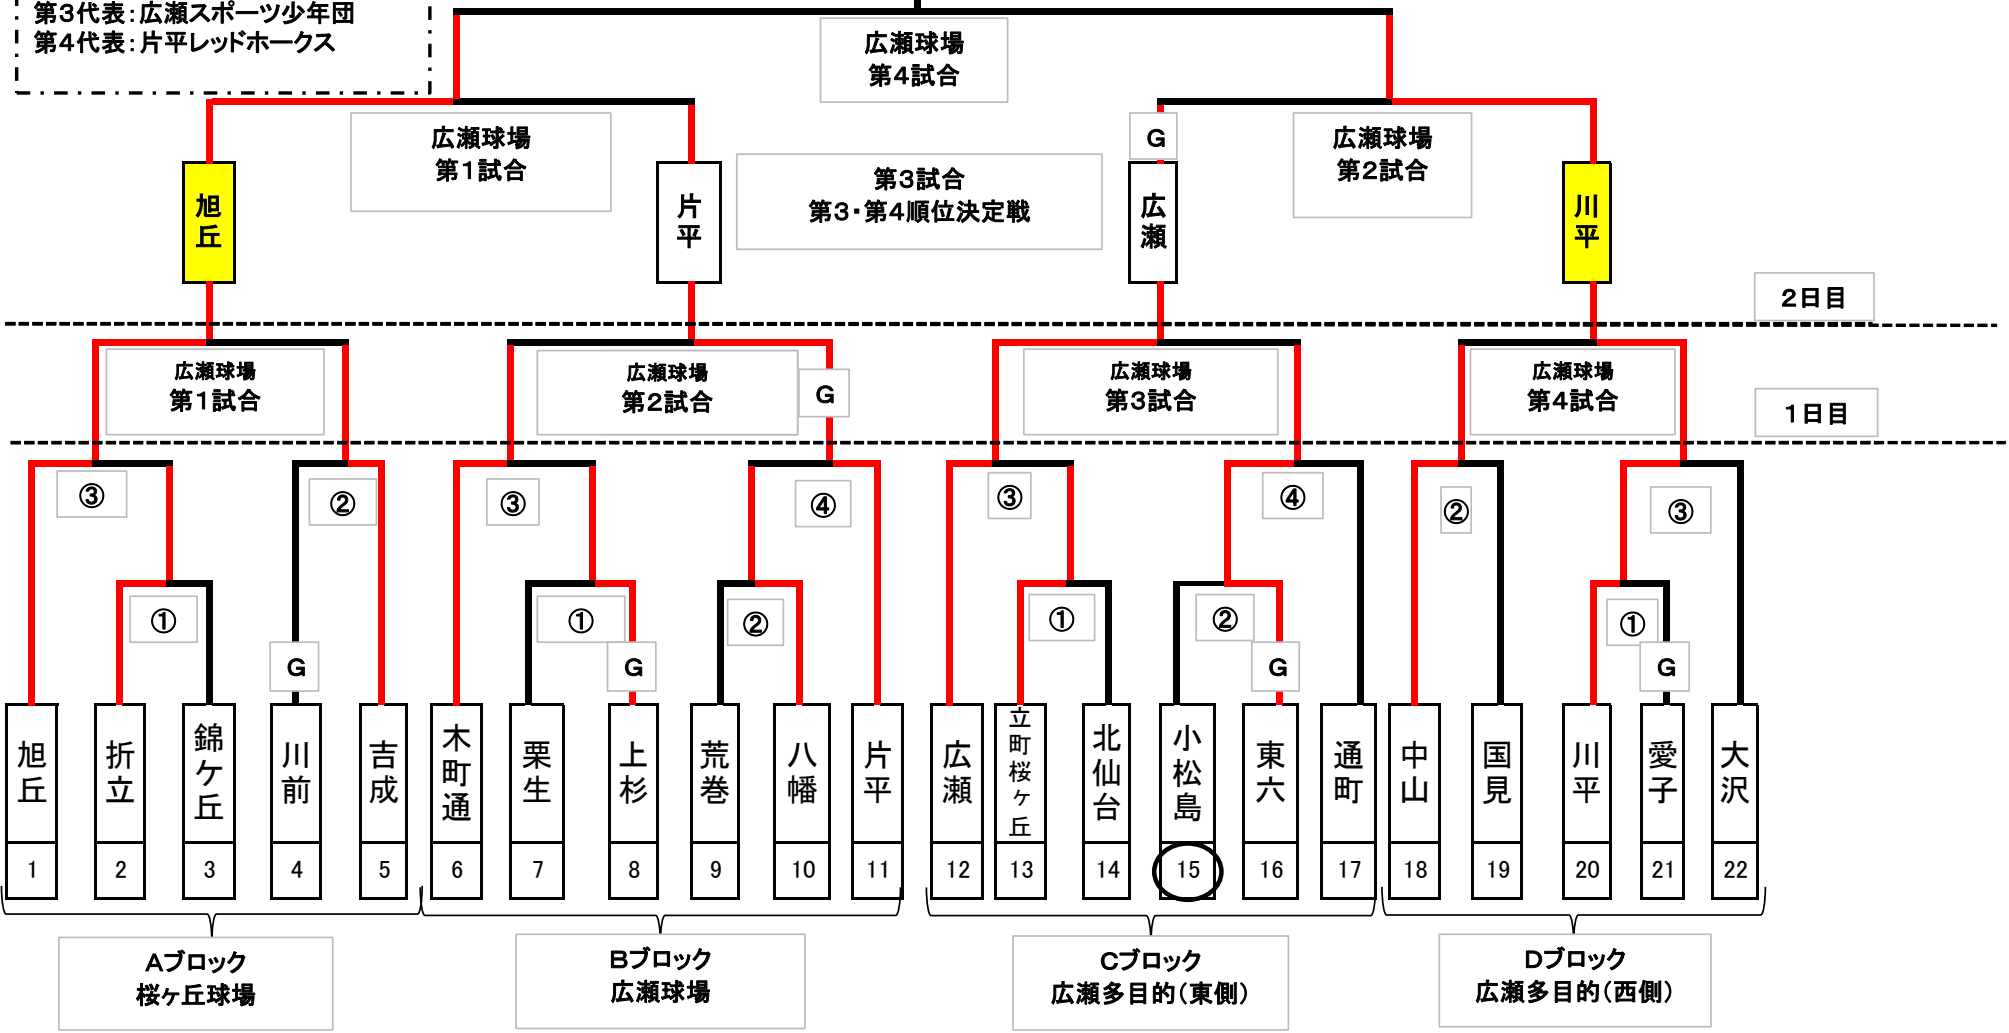 第3代表：広瀬スポーツ少年団
第4代表：片平レッドホークス
広瀬球場
第4試合
広瀬球場
第1試合
G
広瀬球場
第2試合
第3試合
第3・第4順位決定戦
旭丘
片平
広瀬
川平
2日目
広瀬球場
第1試合
広瀬球場
第2試合
G
広瀬球場
第3試合
広瀬球場
第4試合
1日目
③
②
③
④
③
④
②
③
①
①
②
①
②
①
G
G
G
G
旭丘
折立
錦ケ丘
川前
吉成
木町通
栗生
上杉
荒巻
八幡
片平
広瀬
立町桜ヶ丘
北仙台
小松島
東六
通町
中山
国見
川平
愛子
大沢
1
2
3
4
5
6
7
8
9
10
11
12
13
14
15
16
17
18
19
20
21
22
Aブロック
桜ヶ丘球場
Bブロック
広瀬球場
Cブロック
広瀬多目的（東側）
Dブロック
広瀬多目的（西側）